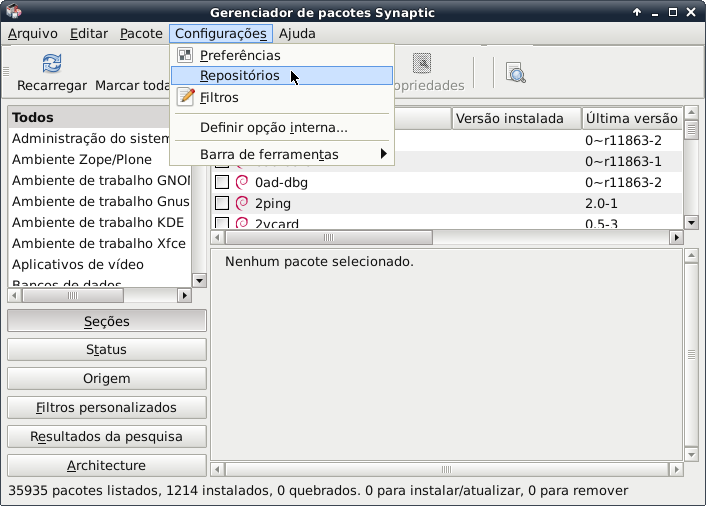 Gerenciador de pacotes Synaptic
Arquivo Editar Pacote Configurações Ajuda
Preferências
Repositórios
Filtros
Definir opção interna...
Barra de ferramentas
Recarregar Marcar toda opriedades
Todos
Administração do sistem
Ambiente Zope/Plone
Ambiente de trabalho GNOM
Ambiente de trabalho Gnus
Ambiente de trabalho KDE
Ambiente de trabalho Xfce
Aplicativos de vídeo
Bancos de dados
Versão instalada Última versão
0~r11863-2
0~r11863-1
0ad-dbg 0~r11863-2
2ping 2.0-1
2vcard 0.5-3
Nenhum pacote selecionado.
Seções
Status
Origem
Filtros personalizados
Resultados da pesquisa
Architecture
35935 pacotes listados, 1214 instalados, 0 quebrados. 0 para instalar/atualizar, 0 para remover